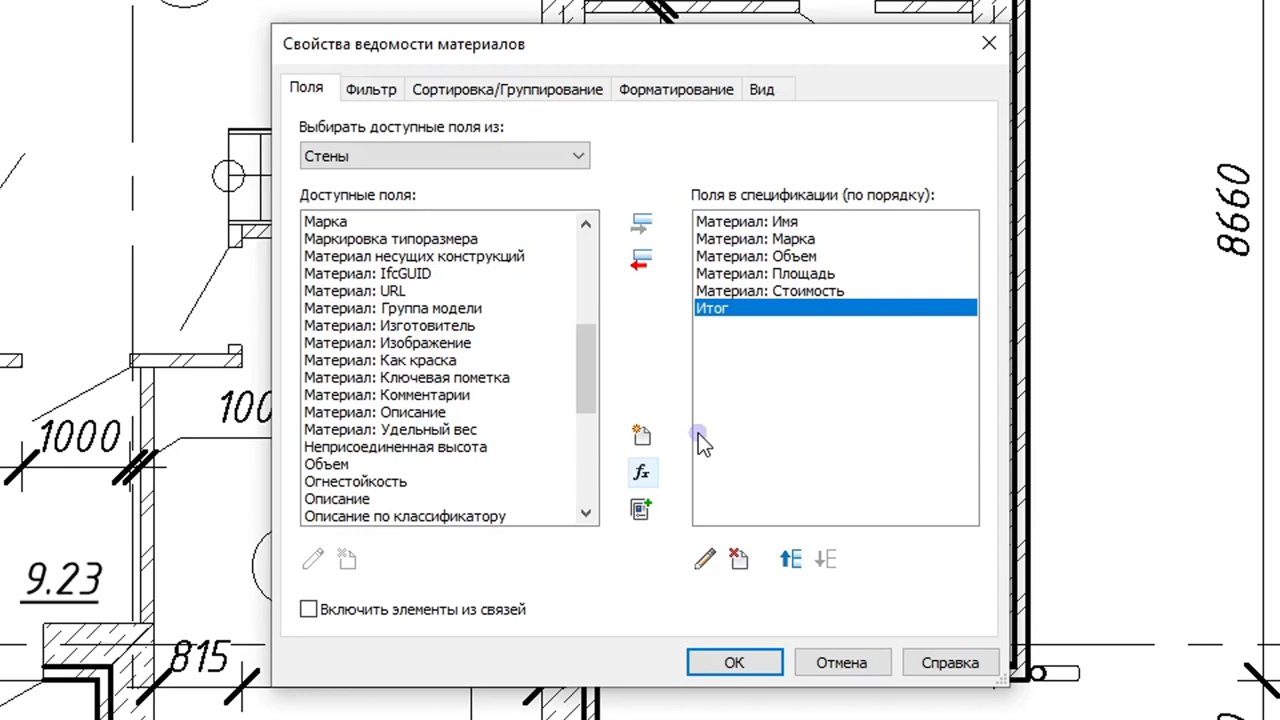 Свойства ведомости материалов
Поля
Фильтр
Сортировка/Группирование
Форматирование
Вид
Выбирать доступные поля из:
Стены
Доступные поля:
Марка
Маркировка типоразмера
Материал несущих конструкций
Материал: IfcGUID
Материал: URL
Материал: Группа модели
Материал: Изготовитель
Материал: Изображение
Материал: Как краска
Материал: Ключевая пометка
Материал: Комментарии
Материал: Описание
Материал: Удельный вес
Неприсоединенная высота
Объем
Огнестойкость
Описание
Описание по классификатору
fx
Поля в спецификации (по порядку):
Материал: Имя
Материал: Марка
Материал: Объем
Материал: Площадь
Материал: Стоимость
Итог
Включить элементы из связей
ОК
Отмена
Справка
8660
100
1000
9.23
815